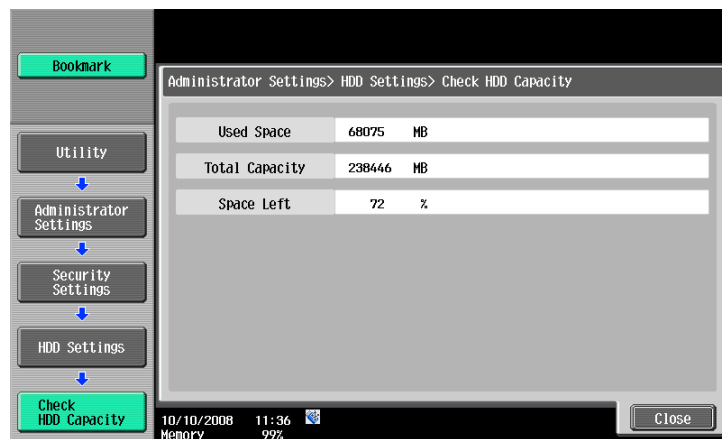 Bookmark
Utility
Administrator
Settings
Security
Settings
HDD Settings
Check
HDD Capacity
Administrator Settings> HDD Settings> Check HDD Capacity
Used Space 68075 MB
Total Capacity 238446 MB
Space Left 72 %
10/10/2008 11:36
Memory 99%
Close